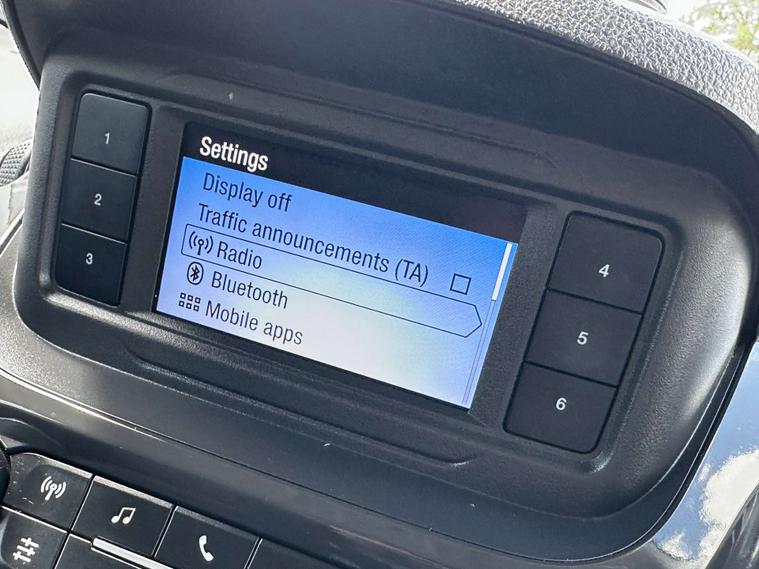 1
2
3
Settings
Display off
Traffic announcements (TA)
Radio
Bluetooth
Mobile apps
4
5
6